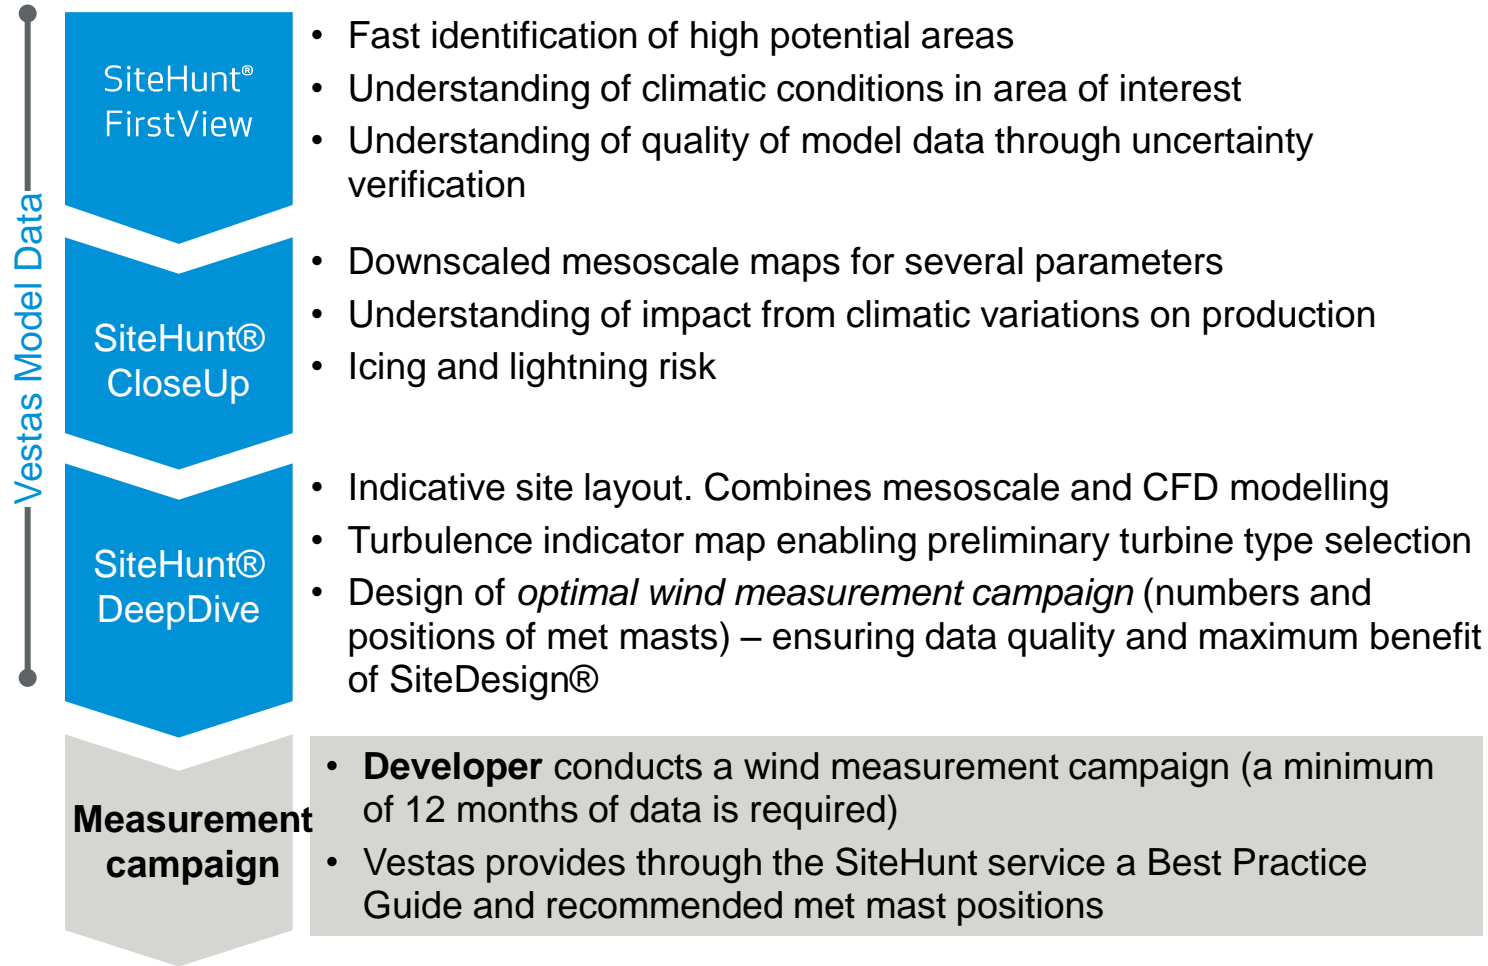 Vestas Model Data
SiteHunt®
FirstView
• Fast identification of high potential areas
• Understanding of climatic conditions in area of interest
• Understanding of quality of model data through uncertainty
verification
SiteHunt®
CloseUp
• Downscaled mesoscale maps for several parameters
• Understanding of impact from climatic variations on production
• Icing and lightning risk
SiteHunt®
DeepDive
• Indicative site layout. Combines mesoscale and CFD modelling
• Turbulence indicator map enabling preliminary turbine type selection
• Design of optimal wind measurement campaign (numbers and
positions of met masts) – ensuring data quality and maximum benefit
of SiteDesign®
Measurement
campaign
• Developer conducts a wind measurement campaign (a minimum
of 12 months of data is required)
• Vestas provides through the SiteHunt service a Best Practice
Guide and recommended met mast positions